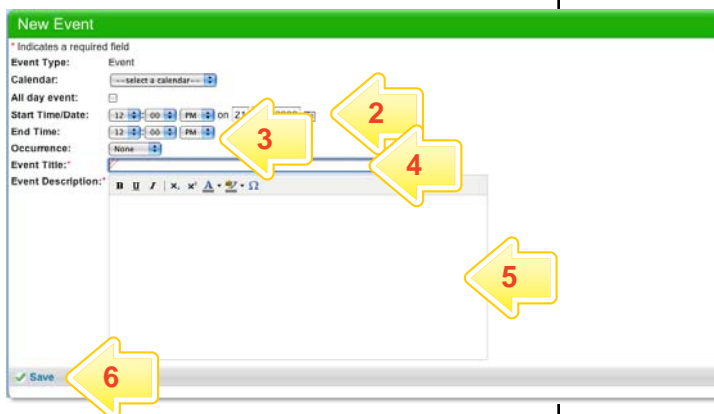 New Event
* Indicates a required field
Event Type: Event
Calendar: ---select a calendar---
All day event:
Start Time/Date: 12 : 00 PM on 21
2
End Time: 12 : 00 PM
3
Occurrence: None
Event Title:*
4
Event Description:*
B U I x, x' A Ω
5
Save
6